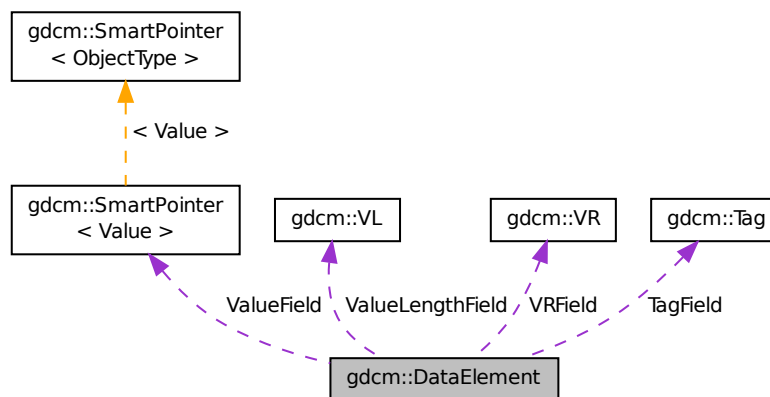 gdcm::SmartPointer
< ObjectType >
< Value >
gdcm::SmartPointer
< Value >
gdcm::VL
gdcm::VR
gdcm::Tag
ValueField
ValueLengthField
VRField
TagField
gdcm::DataElement